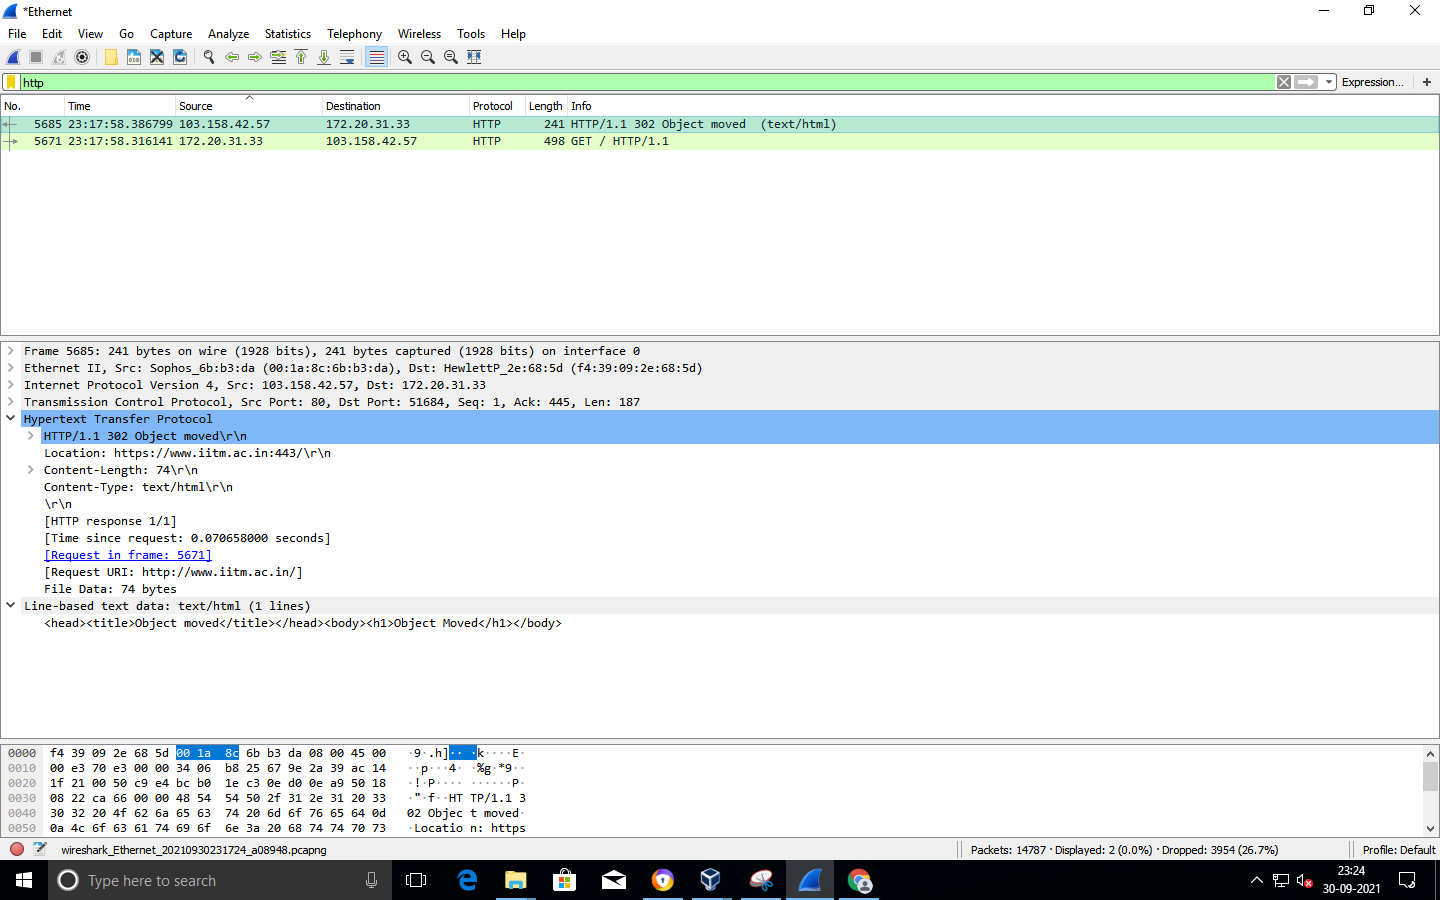 *Ethernet
File Edit View Go Capture Analyze Statistics Telephony Wireless Tools Help
http Expression... +
No. Time Source Destination Protocol Length Info
5685 23:17:58.386799 103.158.42.57 172.20.31.33 HTTP 241 HTTP/1.1 302 Object moved (text/html)
5671 23:17:58.316141 172.20.31.33 103.158.42.57 HTTP 498 GET / HTTP/1.1
Frame 5685: 241 bytes on wire (1928 bits), 241 bytes captured (1928 bits) on interface 0
Ethernet II, Src: Sophos_6b:b3:da (00:1a:8c:6b:b3:da), Dst: HewlettP_2e:68:5d (f4:39:09:2e:68:5d)
Internet Protocol Version 4, Src: 103.158.42.57, Dst: 172.20.31.33
Transmission Control Protocol, Src Port: 80, Dst Port: 51684, Seq: 1, Ack: 445, Len: 187
Hypertext Transfer Protocol
HTTP/1.1 302 Object moved\r\n
Location: https://www.iitm.ac.in:443/\r\n
Content-Length: 74\r\n
Content-Type: text/html\r\n
\r\n
[HTTP response 1/1]
[Time since request: 0.070658000 seconds]
[Request in frame: 5671]
[Request URI: http://www.iitm.ac.in/]
File Data: 74 bytes
Line-based text data: text/html (1 lines)
<head><title>Object moved</title></head><body><h1>Object Moved</h1></body>
0000 f4 39 09 2e 68 5d 00 1a 8c 6b b3 da 08 00 45 00 ·9·.h]·· ·k····E·
0010 00 e3 70 e3 00 00 34 06 b8 25 67 9e 2a 39 ac 14 ··p···4· ·%g·*9··
0020 1f 21 00 50 c9 e4 bc b0 1e c3 0e d0 0e a9 50 18 ·!·P···· ······P·
0030 08 22 ca 66 00 00 48 54 54 50 2f 31 2e 31 20 33 ·"·f··HT TP/1.1 3
0040 30 32 20 4f 62 6a 65 63 74 20 6d 6f 76 65 64 0d 02 Objec t moved·
0050 0a 4c 6f 63 61 74 69 6f 6e 3a 20 68 74 74 70 73 ·Locatio n: https
wireshark_Ethernet_20210930231724_a08948.pcapng Packets: 14787 · Displayed: 2 (0.0%) · Dropped: 3954 (26.7%) Profile: Default
Type here to search 23:24
30-09-2021